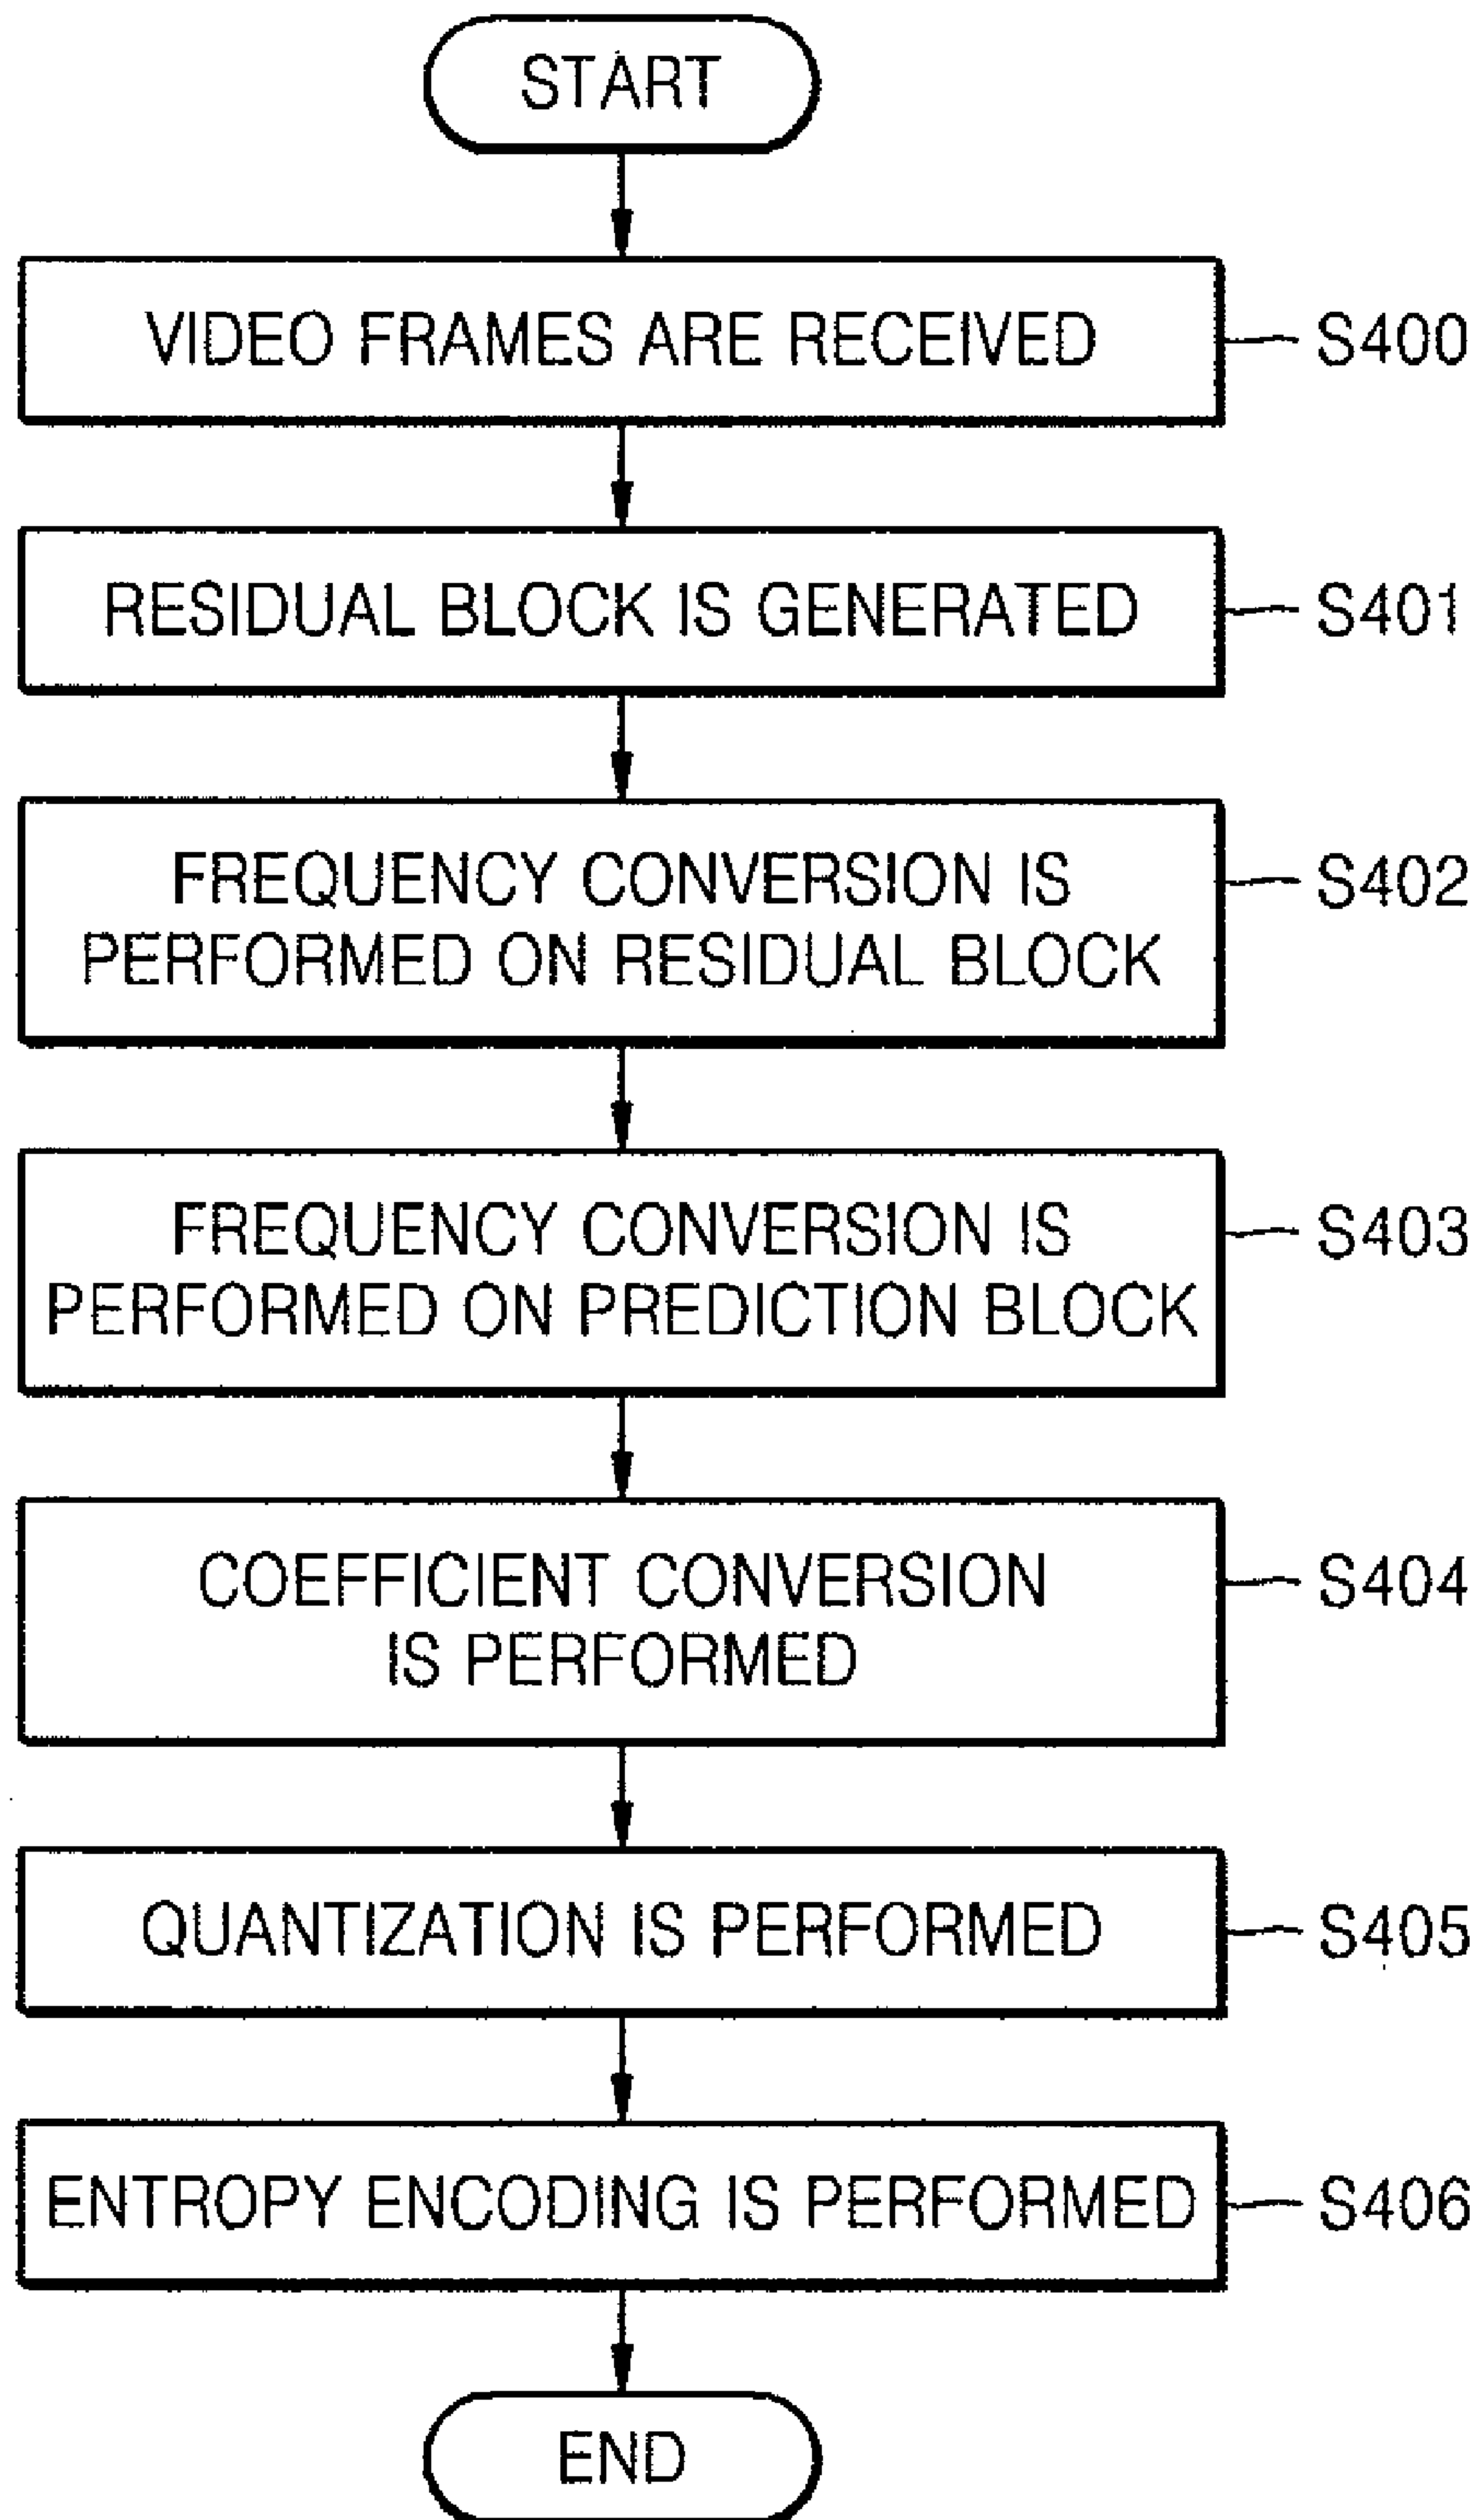 START
VIDEO FRAMES ARE RECEIVED
S400
RESIDUAL BLOCK IS GENERATED
S401
FREQUENCY CONVERSION IS
PERFORMED ON RESIDUAL BLOCK
S402
FREQUENCY CONVERSION IS
PERFORMED ON PREDICTION BLOCK
S403
COEFFICIENT CONVERSION
IS PERFORMED
S404
QUANTIZATION IS PERFORMED
S405
ENTROPY ENCODING IS PERFORMED
S406
END